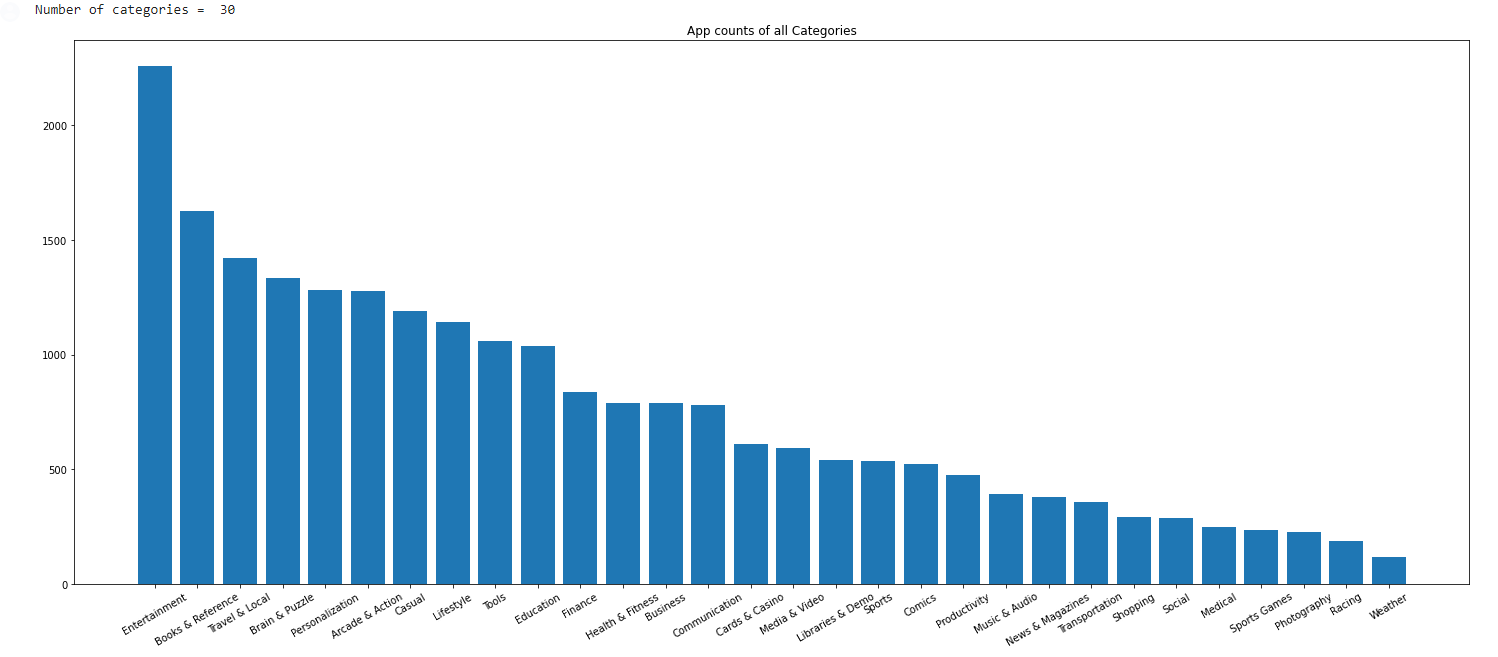 Number of categories =  30
App counts of all Categories
2000
1500
1000
500
0
Entertainment
Books & Reference
Travel & Local
Brain & Puzzle
Personalization
Arcade & Action
Casual
Lifestyle
Tools
Education
Finance
Health & Fitness
Business
Communication
Cards & Casino
Media & Video
Libraries & Demo
Sports
Comics
Productivity
Music & Audio
News & Magazines
Transportation
Shopping
Social
Medical
Sports Games
Photography
Racing
Weather